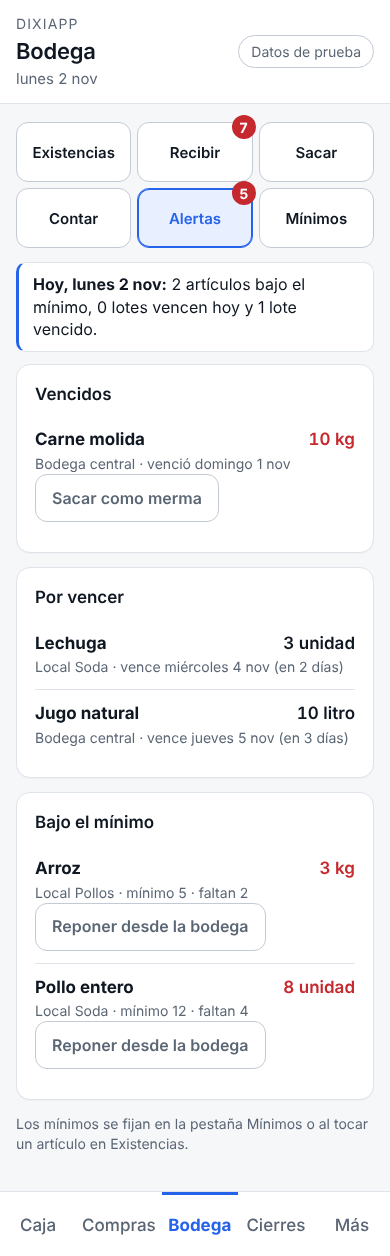 DIXIAPP
Bodega
lunes 2 nov
Datos de prueba
Existencias
Recibir
7
Sacar
Contar
Alertas
5
Mínimos
Hoy, lunes 2 nov: 2 artículos bajo el
mínimo, 0 lotes vencen hoy y 1 lote
vencido.
Vencidos
Carne molida
10 kg
Bodega central · venció domingo 1 nov
Sacar como merma
Por vencer
Lechuga
3 unidad
Local Soda · vence miércoles 4 nov (en 2 días)
Jugo natural
10 litro
Bodega central · vence jueves 5 nov (en 3 días)
Bajo el mínimo
Arroz
3 kg
Local Pollos · mínimo 5 · faltan 2
Reponer desde la bodega
Pollo entero
8 unidad
Local Soda · mínimo 12 · faltan 4
Reponer desde la bodega
Los mínimos se fijan en la pestaña Mínimos o al tocar
un artículo en Existencias.
Caja
Compras
Bodega
Cierres
Más